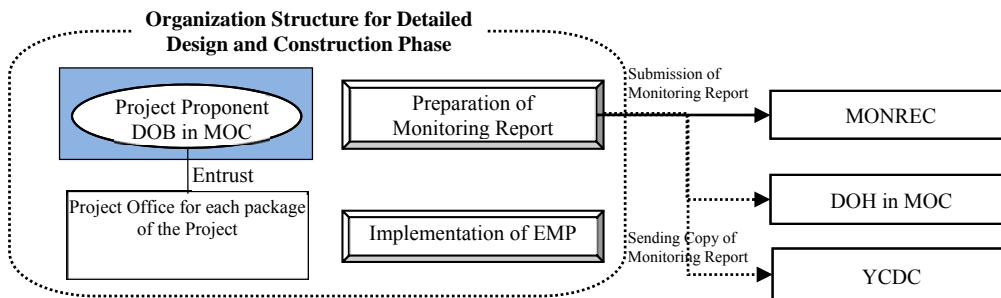 Organization Structure for Detailed
Design and Construction Phase
Project Proponent
DOB in MOC
Entrust
Project Office for each package
of the Project
Preparation of
Monitoring Report
Implementation of EMP
Submission of
Monitoring Report
Sending Copy of
Monitoring Report
MONREC
DOH in MOC
YCDC